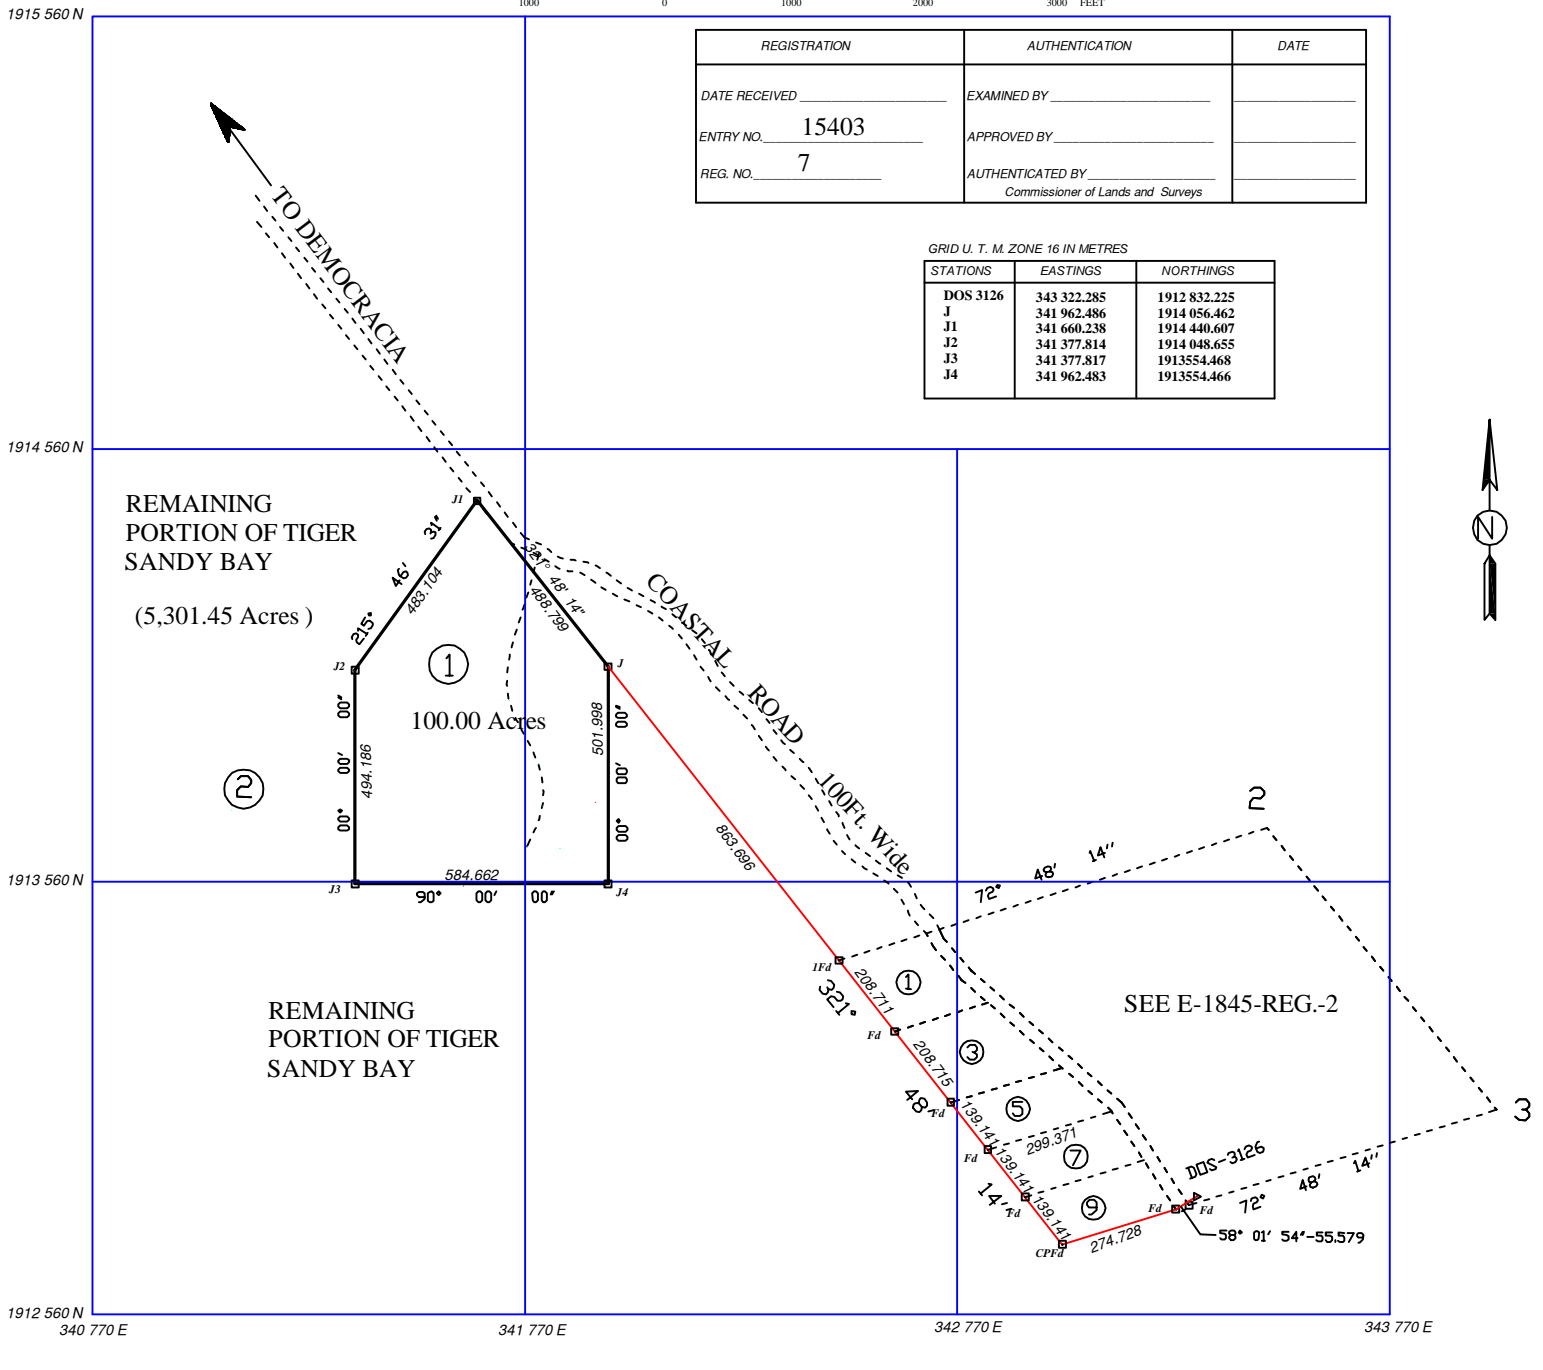 1000 0 1000 2000 3000 FEET
1915 560 N
REGISTRATION AUTHENTICATION DATE
DATE RECEIVED EXAMINED BY
ENTRY NO. 15403 APPROVED BY
REG. NO. 7 AUTHENTICATED BY
Commissioner of Lands and Surveys
TO DEMOCRACIA
GRID U. T. M. ZONE 16 IN METRES
STATIONS EASTINGS NORTHINGS
DOS 3126 343 322.285 1912 832.225
J 341 962.486 1914 056.462
J1 341 660.238 1914 440.607
J2 341 377.814 1914 048.655
J3 341 377.817 1913554.468
J4 341 962.483 1913554.466
1914 560 N
N
J1
REMAINING
PORTION OF TIGER
SANDY BAY
(5,301.45 Acres )
215° 46' 31"
483.104
321° 48' 14"
488.799
COASTAL ROAD 100Ft. Wide
J2
J
1
100.00 Acres
00° 00' 00"
494.186
501.998
00° 00' 00"
2
863.696
2
72° 48' 14''
584.662
J3
J4
90° 00' 00"
1913 560 N
1Fd
208.711
1
321°
REMAINING
PORTION OF TIGER
SANDY BAY
SEE E-1845-REG.-2
Fd
208.715
3
48'
Fd
139.141
5
3
299.371
Fd
139.141
7
DOS-3126
14''
Fd
139.141
9
Fd
Fd
72° 48' 14''
274.728
58° 01' 54"-55.579
CPFd
1912 560 N
340 770 E 341 770 E 342 770 E 343 770 E